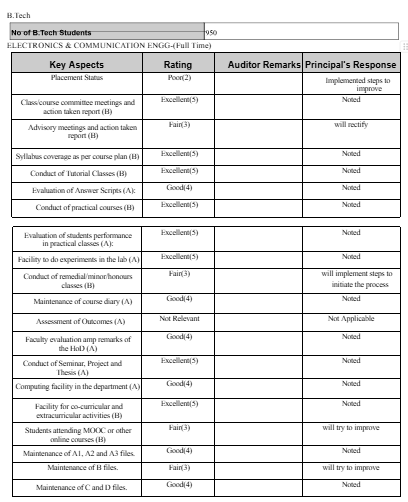 B.Tech
No of B.Tech Students 950
ELECTRONICS & COMMUNICATION ENGG-(Full Time)
Key Aspects Rating Auditor Remarks Principal's Response
Placement Status Poor(2) Implemented steps to
improve
Class/course committee meetings and Excellent(5) Noted
action taken report (B)
Advisory meetings and action taken Fair(3) will rectify
report (B)
Syllabus coverage as per course plan (B) Excellent(5) Noted
Conduct of Tutorial Classes (B) Excellent(5) Noted
Evaluation of Answer Scripts (A): Good(4) Noted
Conduct of practical courses (B) Excellent(5) Noted
Evaluation of students performance Excellent(5) Noted
in practical classes (A):
Facility to do experiments in the lab (A) Excellent(5) Noted
Conduct of remedial/minor/honours Fair(3) will implement steps to
classes (B) initiate the process
Maintenance of course diary (A) Good(4) Noted
Assessment of Outcomes (A) Not Relevant Not Applicable
Faculty evaluation amp remarks of Good(4) Noted
the HoD (A)
Conduct of Seminar, Project and Excellent(5) Noted
Thesis (A)
Computing facility in the department (A) Good(4) Noted
Facility for co-curricular and Excellent(5) Noted
extracurricular activities (B)
Students attending MOOC or other Fair(3) will try to improve
online courses (B)
Maintenance of A1, A2 and A3 files. Good(4) Noted
Maintenance of B files. Fair(3) will try to improve
Maintenance of C and D files. Good(4) Noted